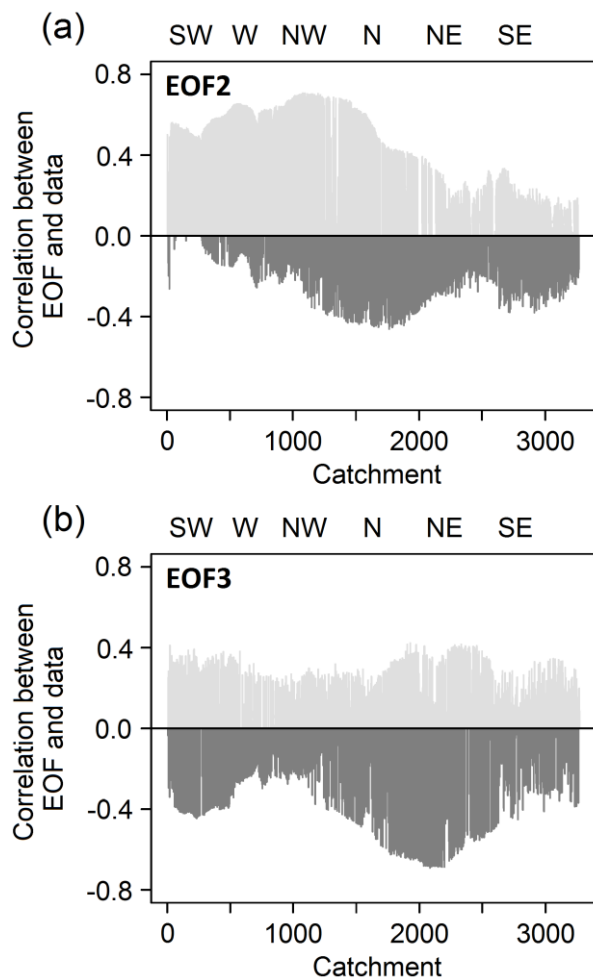 (a)
SW W NW N NE SE
EOF2
Correlation between
EOF and data
0.8
0.4
0.0
-0.4
-0.8
0 1000 2000 3000
Catchment
(b)
SW W NW N NE SE
EOF3
Correlation between
EOF and data
0.8
0.4
0.0
-0.4
-0.8
0 1000 2000 3000
Catchment